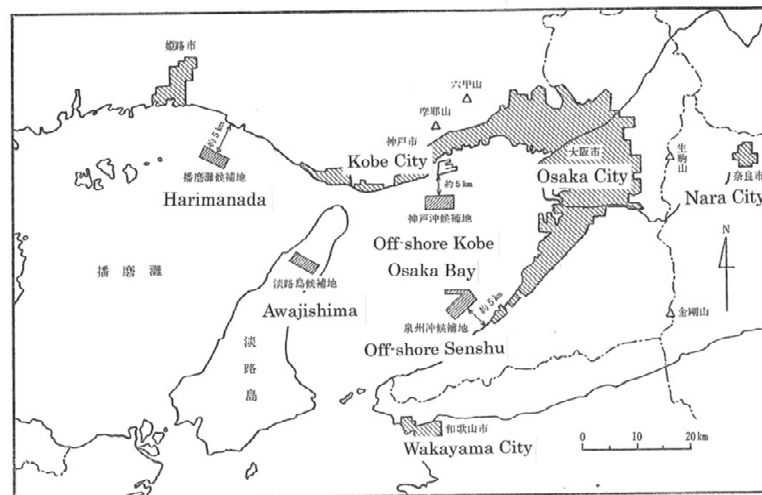 姫路市
六甲山
摩耶山
神戸市
Kobe City
約5km
播磨灘候補地
Harimanada
大阪市
Osaka City
生駒山
奈良市
Nara City
約5km
神戸沖候補地
Off-shore Kobe
Osaka Bay
播磨灘
淡路島候補地
Awajishima
N
約5km
泉州沖候補地
Off-shore Senshu
金剛山
淡路島
和歌山市
Wakayama City
0 10 20km